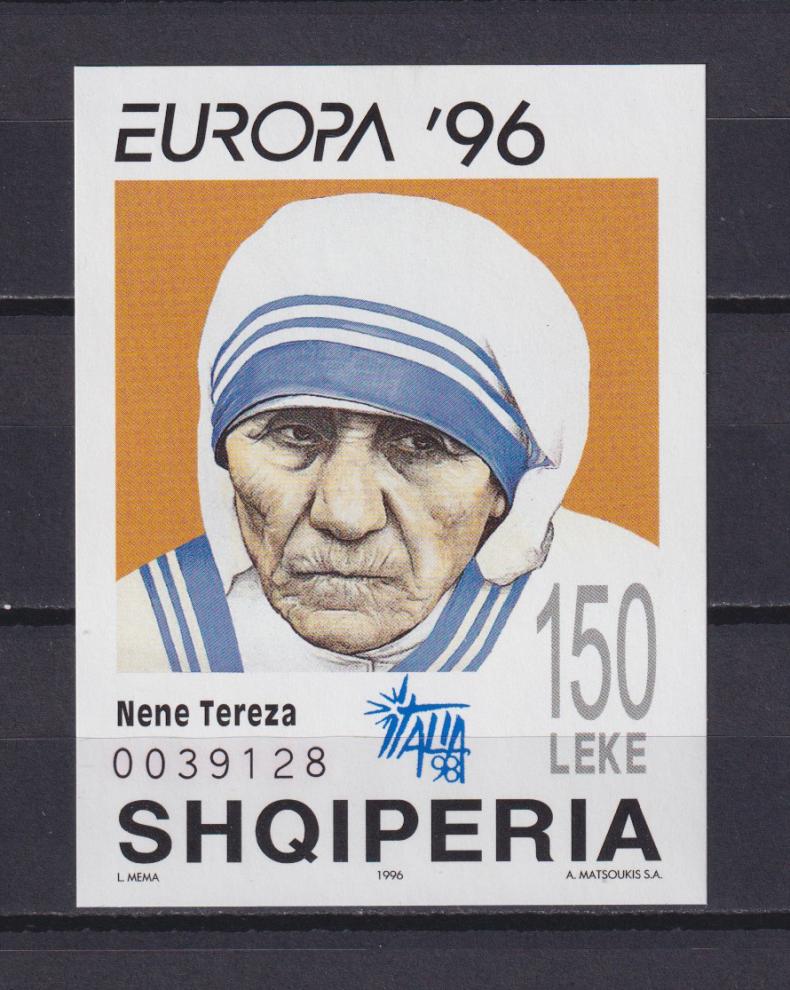 EUROPA '96
150
LEKE
Nene Tereza
ITALIA
98
0039128
SHQIPERIA
L. MEMA 1996 A. MATSOUKIS S.A.